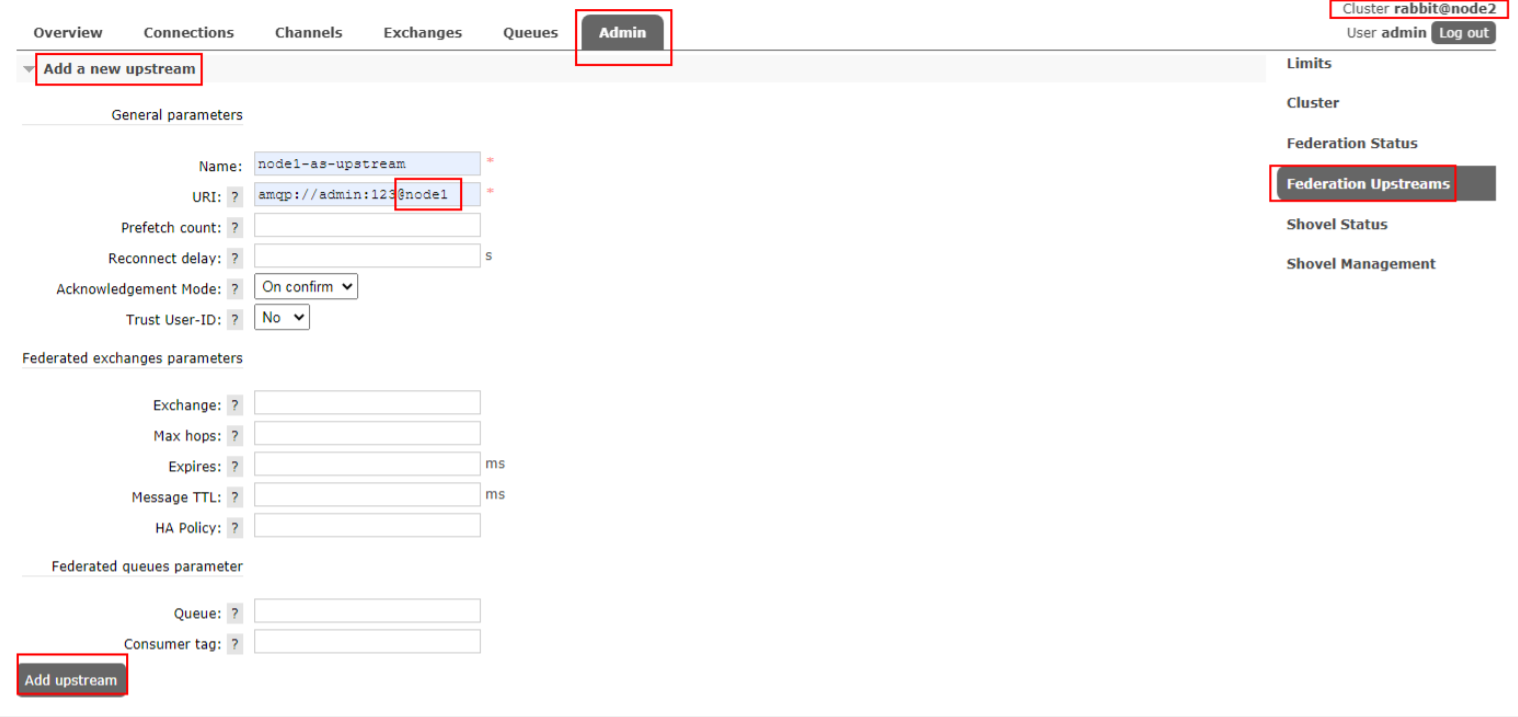 Cluster rabbit@node2
Overview Connections Channels Exchanges Queues Admin
User admin Log out
Add a new upstream
General parameters
Name: node1-as-upstream *
URI: ? amqp://admin:123@node1 *
Prefetch count: ?
Reconnect delay: ? s
Acknowledgement Mode: ? On confirm
Trust User-ID: ? No
Federated exchanges parameters
Exchange: ?
Max hops: ?
Expires: ? ms
Message TTL: ? ms
HA Policy: ?
Federated queues parameter
Queue: ?
Consumer tag: ?
Add upstream
Limits
Cluster
Federation Status
Federation Upstreams
Shovel Status
Shovel Management